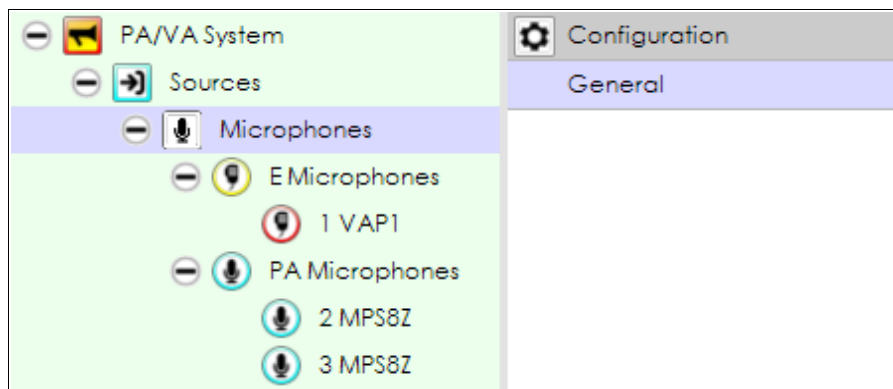 PA/VA System
Sources
Microphones
E Microphones
1 VAP1
PA Microphones
2 MPS8Z
3 MPS8Z
Configuration
General